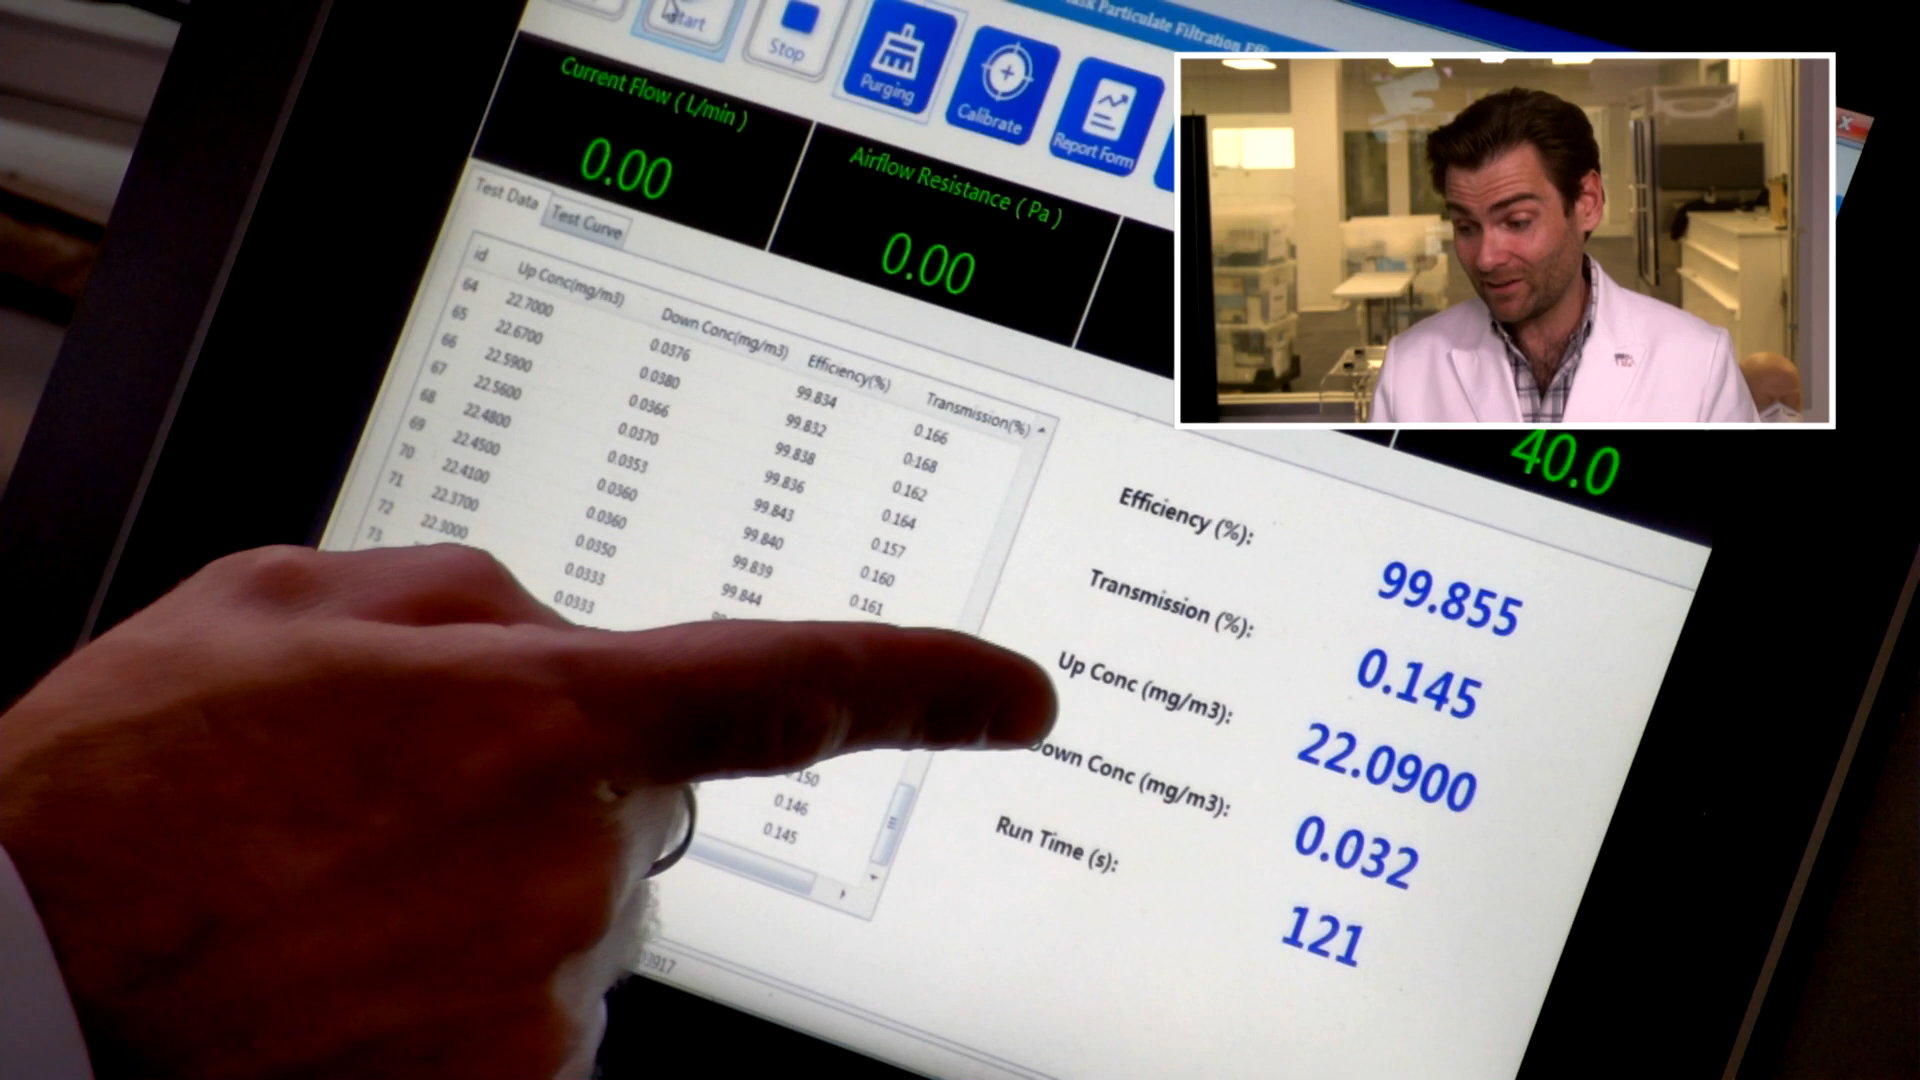 Start
Stop
Purging
Calibrate
Report Form
Particulate Filtration
Current Flow ( L/min )
0.00
Airflow Resistance ( Pa )
0.00
40.0
Test Data
Test Curve
id Up Conc(mg/m3) Down Conc(mg/m3) Efficiency(%) Transmission(%)
64 22.7000 0.0376 99.834 0.166
65 22.6700 0.0380 99.832 0.168
66 22.5900 0.0366 99.838 0.162
67 22.5600 0.0370 99.836 0.164
68 22.4800 0.0353 99.843 0.157
69 22.4500 0.0360 99.840 0.160
70 22.4100 0.0360 99.839 0.161
71 22.3700 0.0350 99.844
72 22.3000 0.0333
73 0.0333
0.146
0.145
Efficiency (%): 99.855
Transmission (%): 0.145
Up Conc (mg/m3): 22.0900
Down Conc (mg/m3): 0.032
Run Time (s): 121